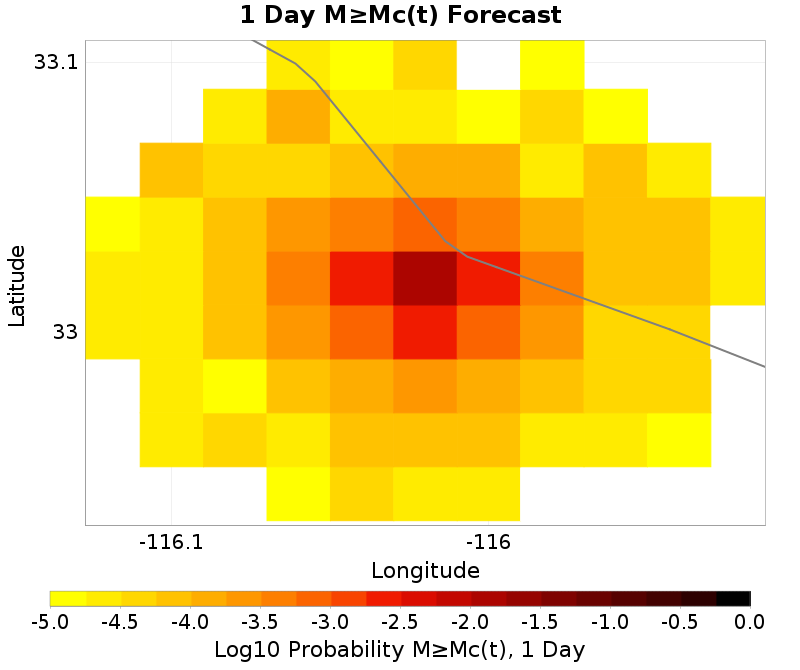 1 Day M≥Mc(t) Forecast
33.1
Latitude
33
-116.1 -116
Longitude
-5.0 -4.5 -4.0 -3.5 -3.0 -2.5 -2.0 -1.5 -1.0 -0.5 0.0
Log10 Probability M≥Mc(t), 1 Day